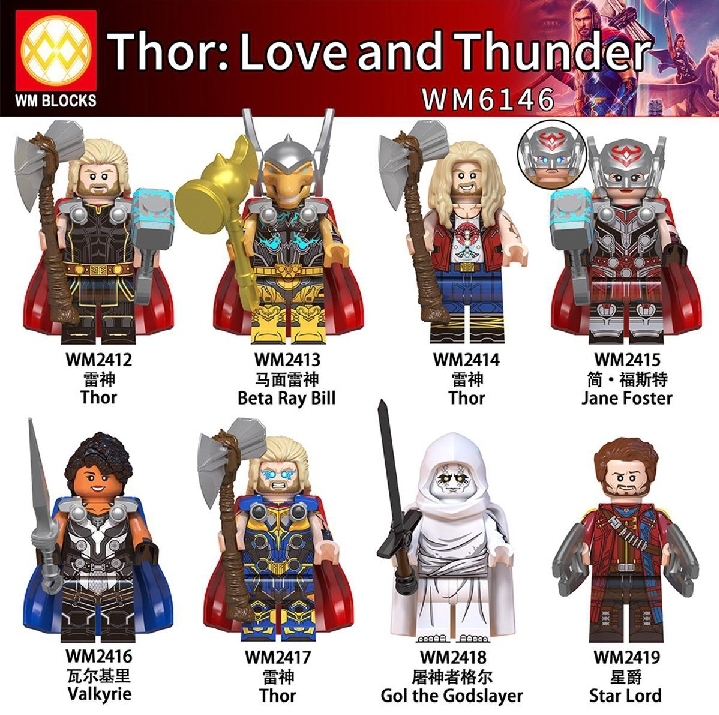 Thor: Love and Thunder
WM BLOCKS
WM6146
WM2412
雷神
Thor
WM2413
马面雷神
Beta Ray Bill
WM2414
雷神
Thor
WM2415
简·福斯特
Jane Foster
WM2416
瓦尔基里
Valkyrie
WM2417
雷神
Thor
WM2418
屠神者格尔
Gol the Godslayer
WM2419
星爵
Star Lord